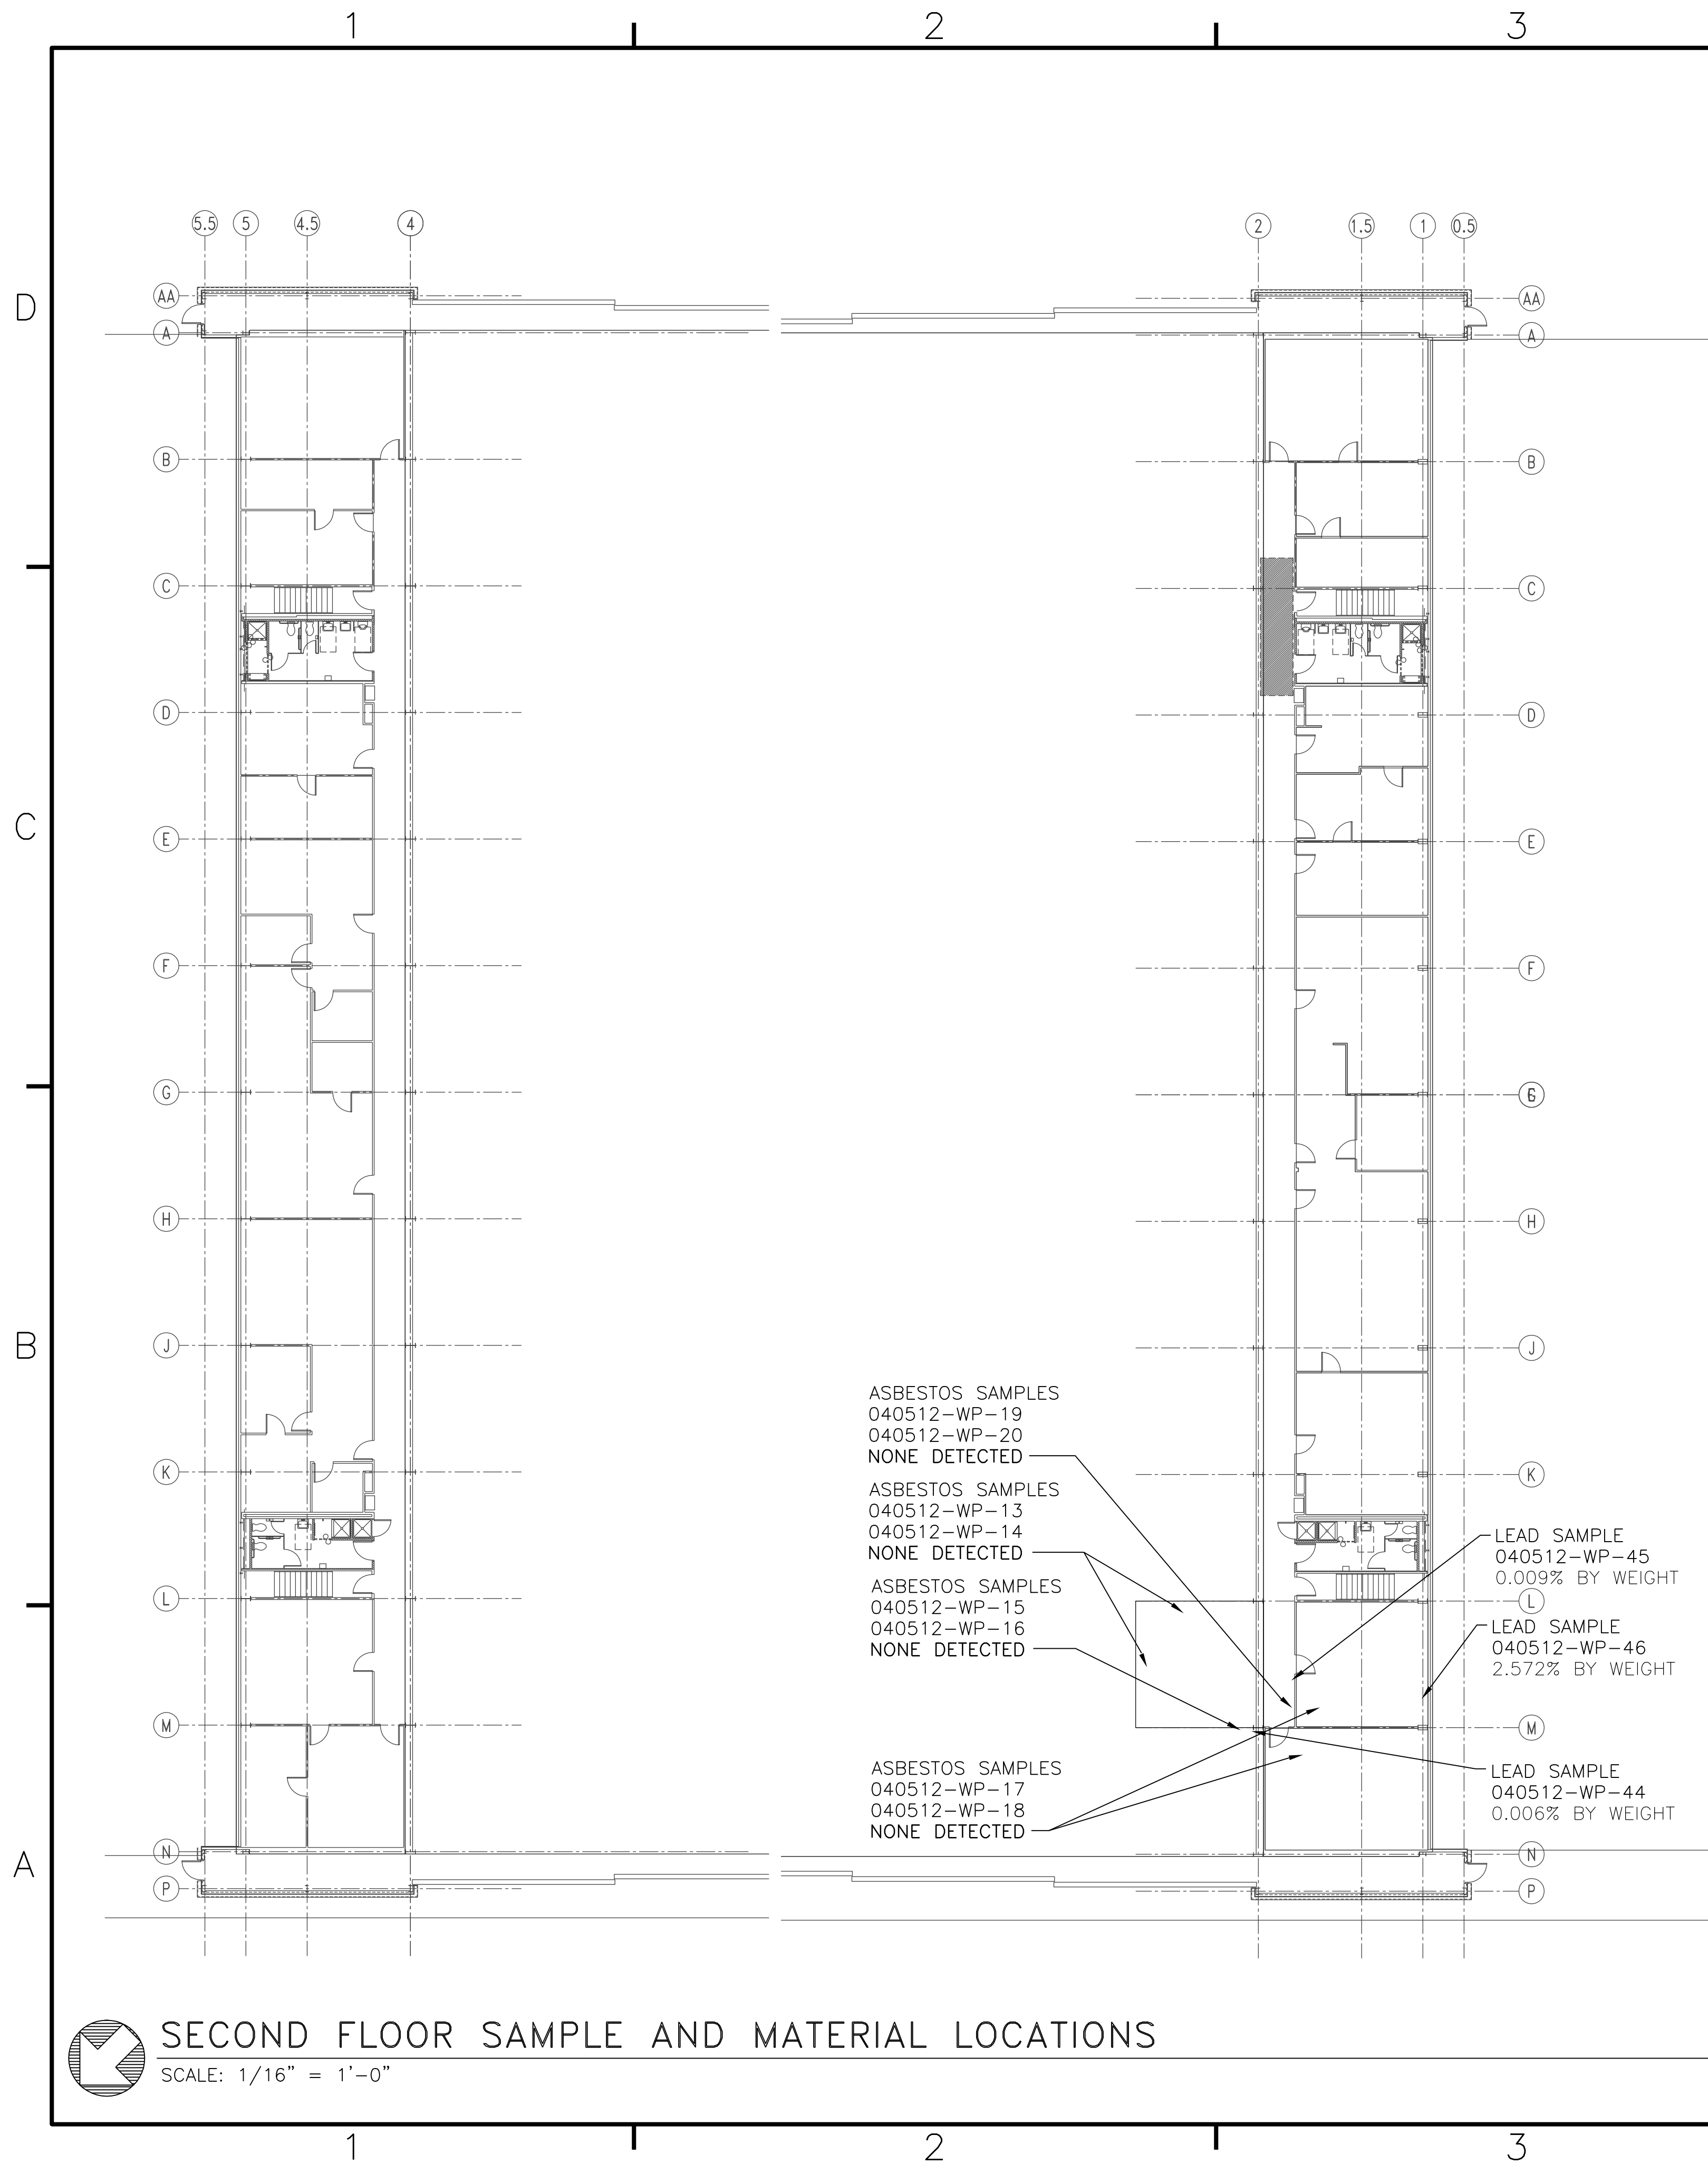 1
2
3
5.5
5
4.5
4
2
1.5
1
0.5
D
AA
AA
A
A
B
B
C
C
D
D
C
E
E
F
F
G
H
H
B
J
J
ASBESTOS SAMPLES
040512-WP-19
040512-WP-20
NONE DETECTED
K
K
ASBESTOS SAMPLES
040512-WP-13
040512-WP-14
NONE DETECTED
LEAD SAMPLE
040512-WP-45
0.009% BY WEIGHT
ASBESTOS SAMPLES
040512-WP-15
040512-WP-16
NONE DETECTED
L
L
LEAD SAMPLE
040512-WP-46
2.572% BY WEIGHT
M
M
ASBESTOS SAMPLES
040512-WP-17
040512-WP-18
NONE DETECTED
LEAD SAMPLE
040512-WP-44
0.006% BY WEIGHT
A
N
N
P
P
SECOND FLOOR SAMPLE AND MATERIAL LOCATIONS
SCALE: 1/16" = 1'-0"
1
2
3